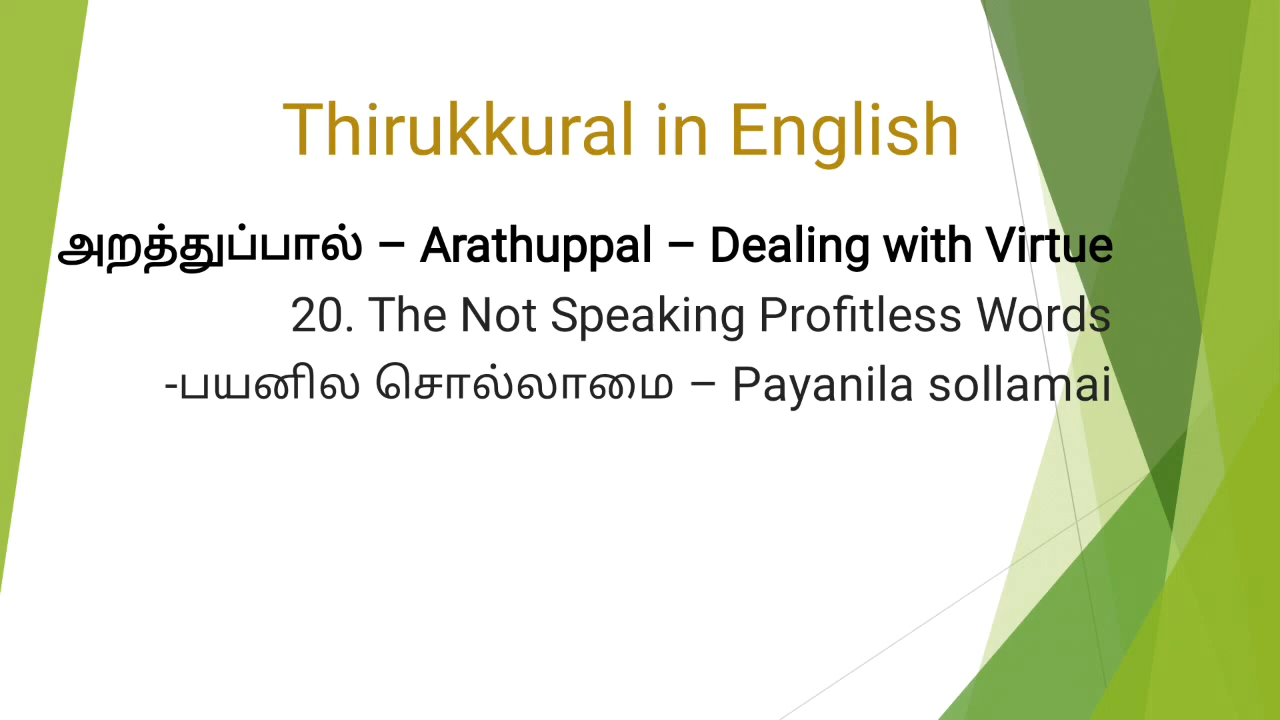 Thirukkural in English
அறத்துப்பால் – Arathuppal – Dealing with Virtue
20. The Not Speaking Profitless Words
-பயனில சொல்லாமை – Payanila sollamai